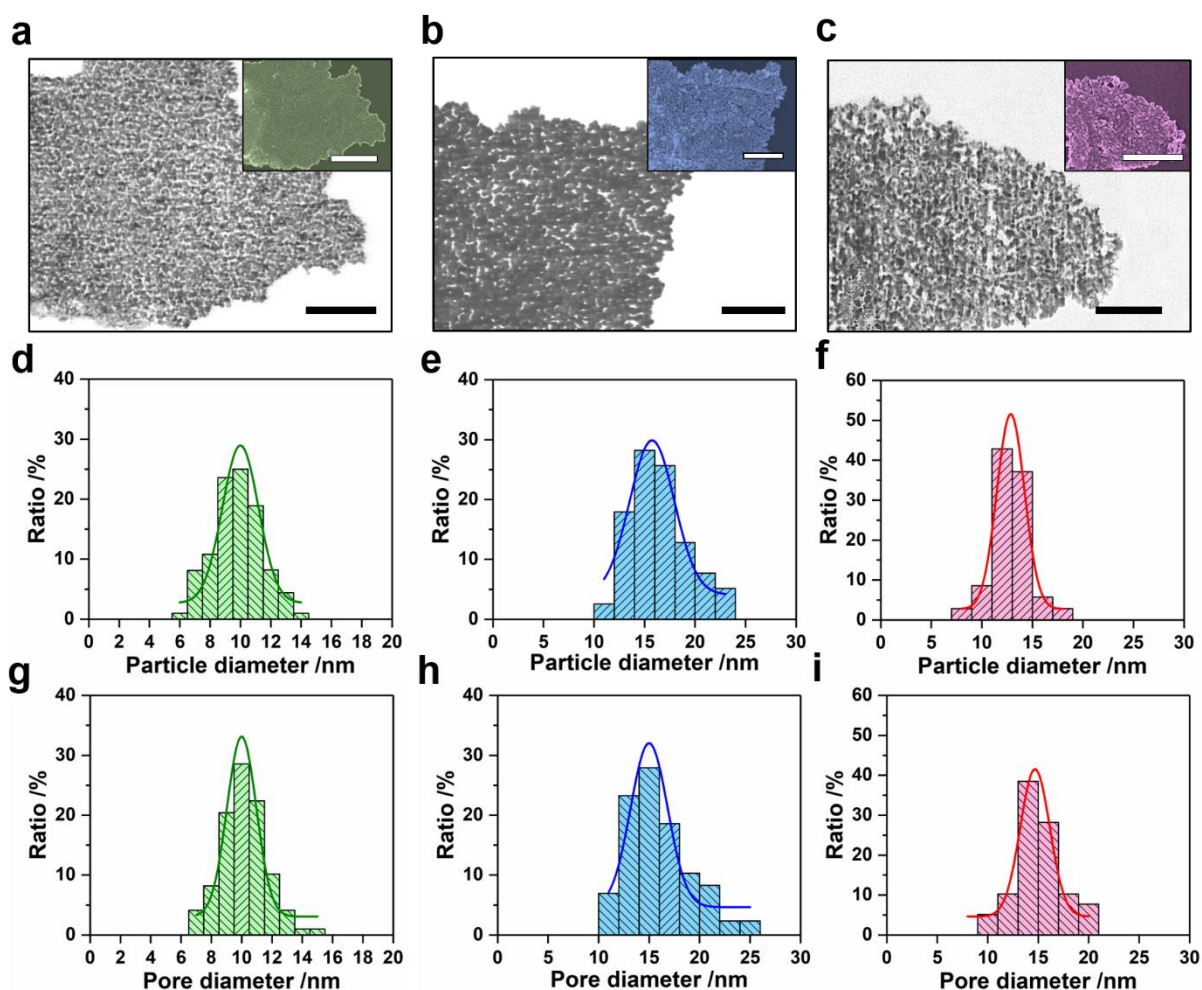 a
b
c
d
e
f
40
30
20
10
0
Ratio /%
0 2 4 6 8 10 12 14 16 18 20
Particle diameter /nm
40
30
20
10
0
Ratio /%
0 5 10 15 20 25 30
Particle diameter /nm
60
50
40
30
20
10
0
Ratio /%
0 5 10 15 20 25 30
Particle diameter /nm
g
h
i
40
30
20
10
0
Ratio /%
0 2 4 6 8 10 12 14 16 18 20
Pore diameter /nm
40
30
20
10
0
Ratio /%
0 5 10 15 20 25 30
Pore diameter /nm
60
50
40
30
20
10
0
Ratio /%
0 5 10 15 20 25 30
Pore diameter /nm